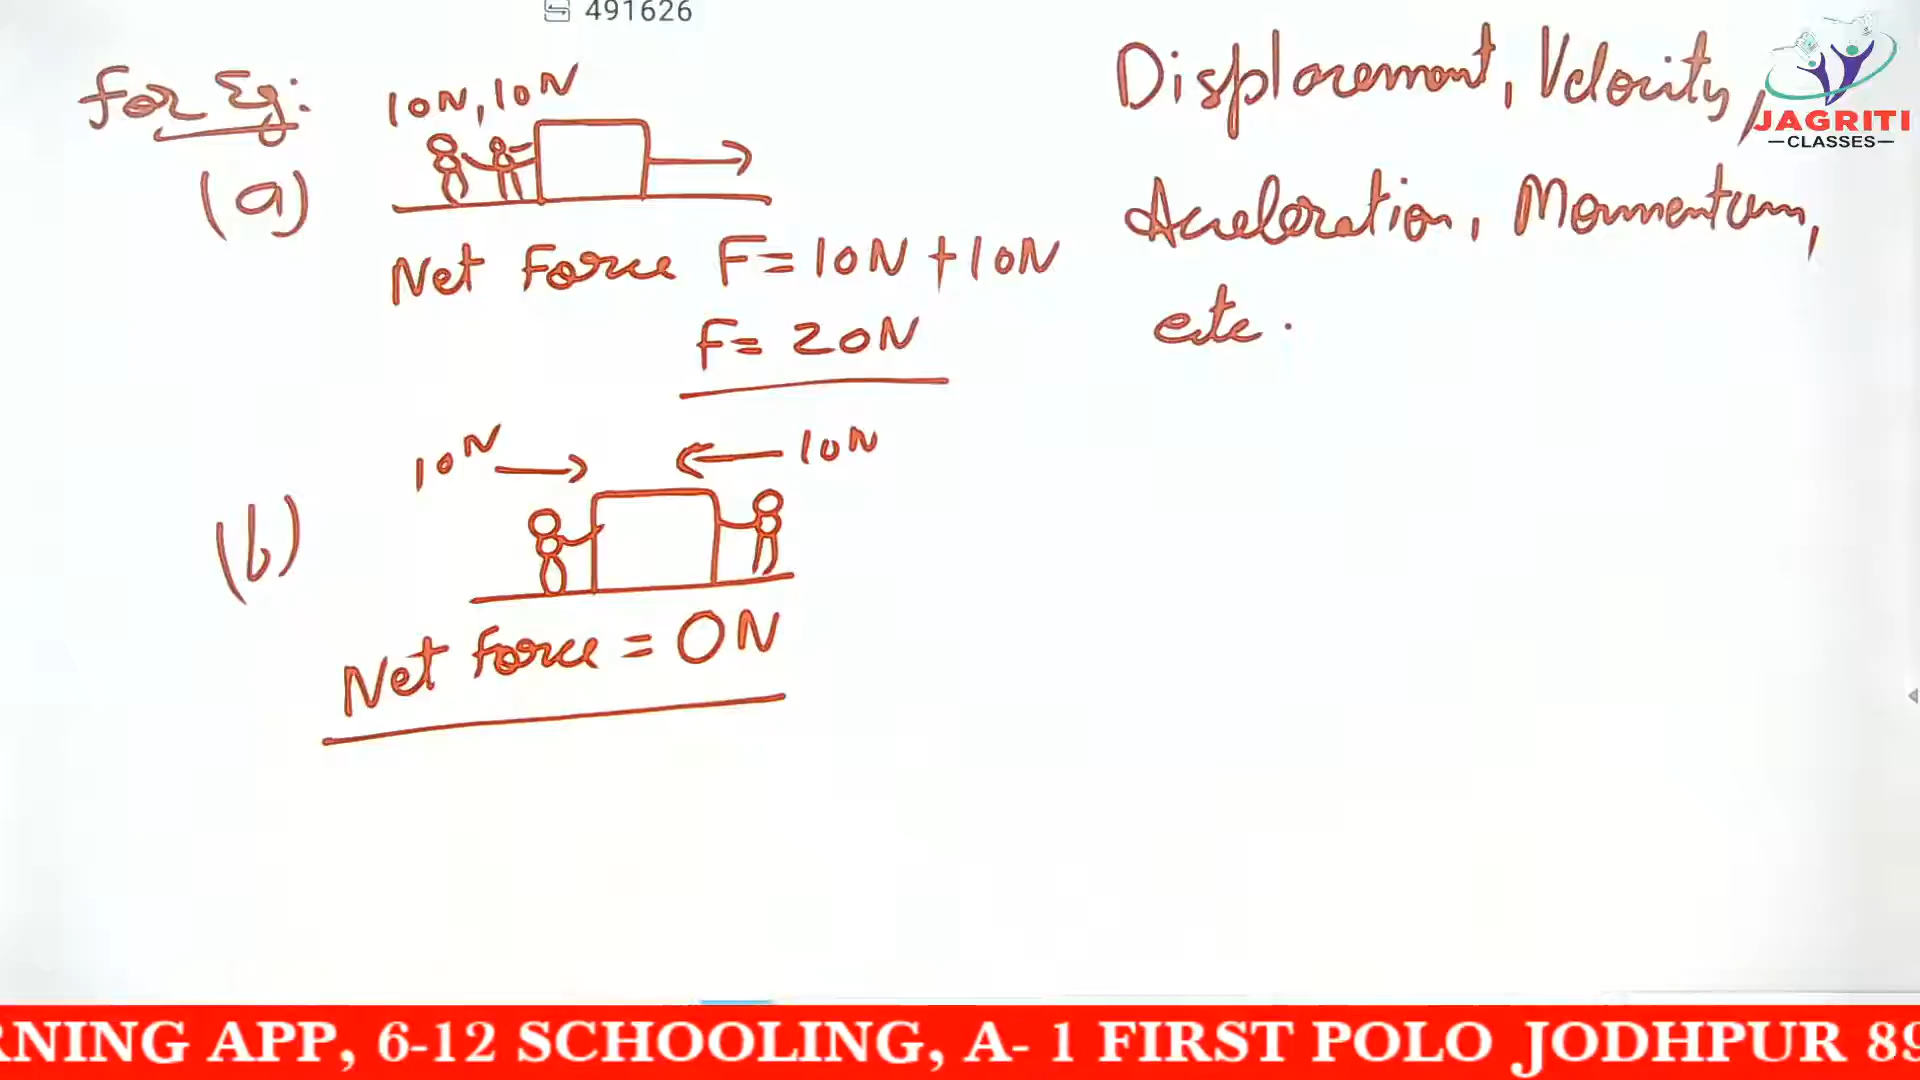 491626
For Eg:
10N, 10N
(a)
Net Force F = 10N + 10N
F = 20N
10N
10N
(b)
Net Force = 0N
Displacement, Velocity,
Acceleration, Momentum,
etc.
JAGRITI
—CLASSES—
RNING APP, 6-12 SCHOOLING, A- 1 FIRST POLO JODHPUR 89